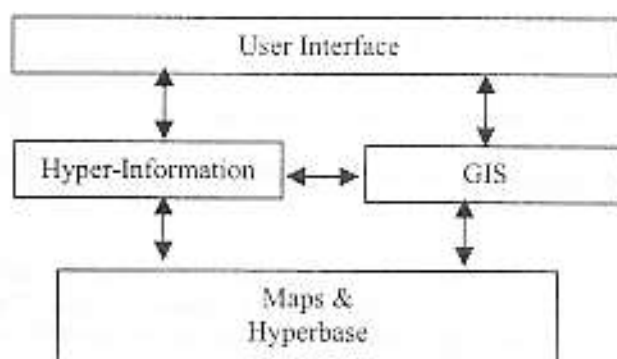 User Interface
Hyper-Information
GIS
Maps &
Hyperbase